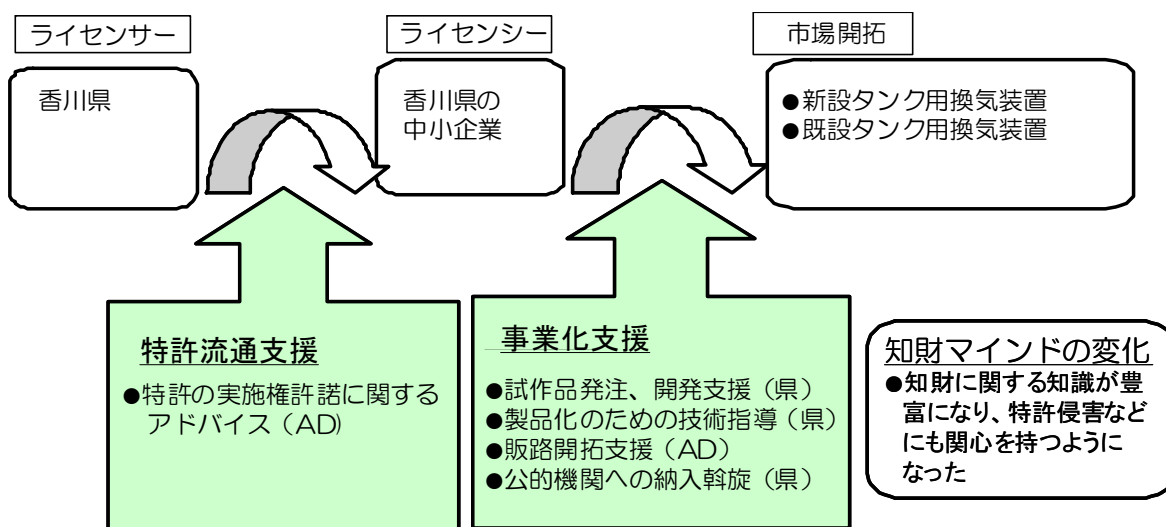 ライセンサー
香川県
ライセンシー
香川県の
中小企業
市場開拓
●新設タンク用換気装置
●既設タンク用換気装置
特許流通支援
●特許の実施権許諾に関する
アドバイス（AD）
事業化支援
●試作品発注、開発支援（県）
●製品化のための技術指導（県）
●販路開拓支援（AD）
●公的機関への納入斡旋（県）
知財マインドの変化
●知財に関する知識が豊
富になり、特許侵害など
にも関心を持つように
なった